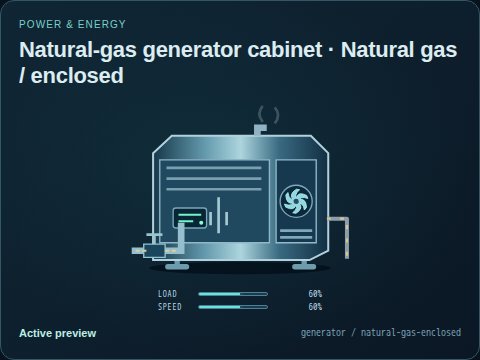 POWER & ENERGY
Natural-gas generator cabinet · Natural gas
/ enclosed
LOAD 60%
SPEED 60%
Active preview generator / natural-gas-enclosed